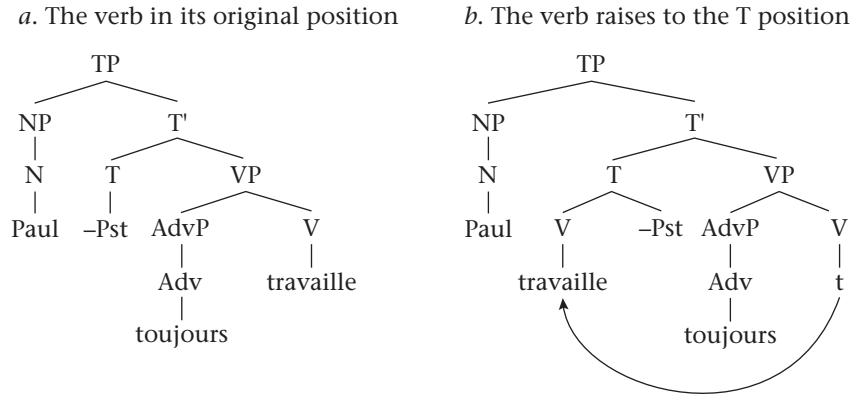 a. The verb in its original position b. The verb raises to the T position
TP TP
NP T' NP T'
N T VP N T VP
Paul –Pst AdvP V Paul V –Pst AdvP V
Adv travaille travaille Adv t
toujours toujours